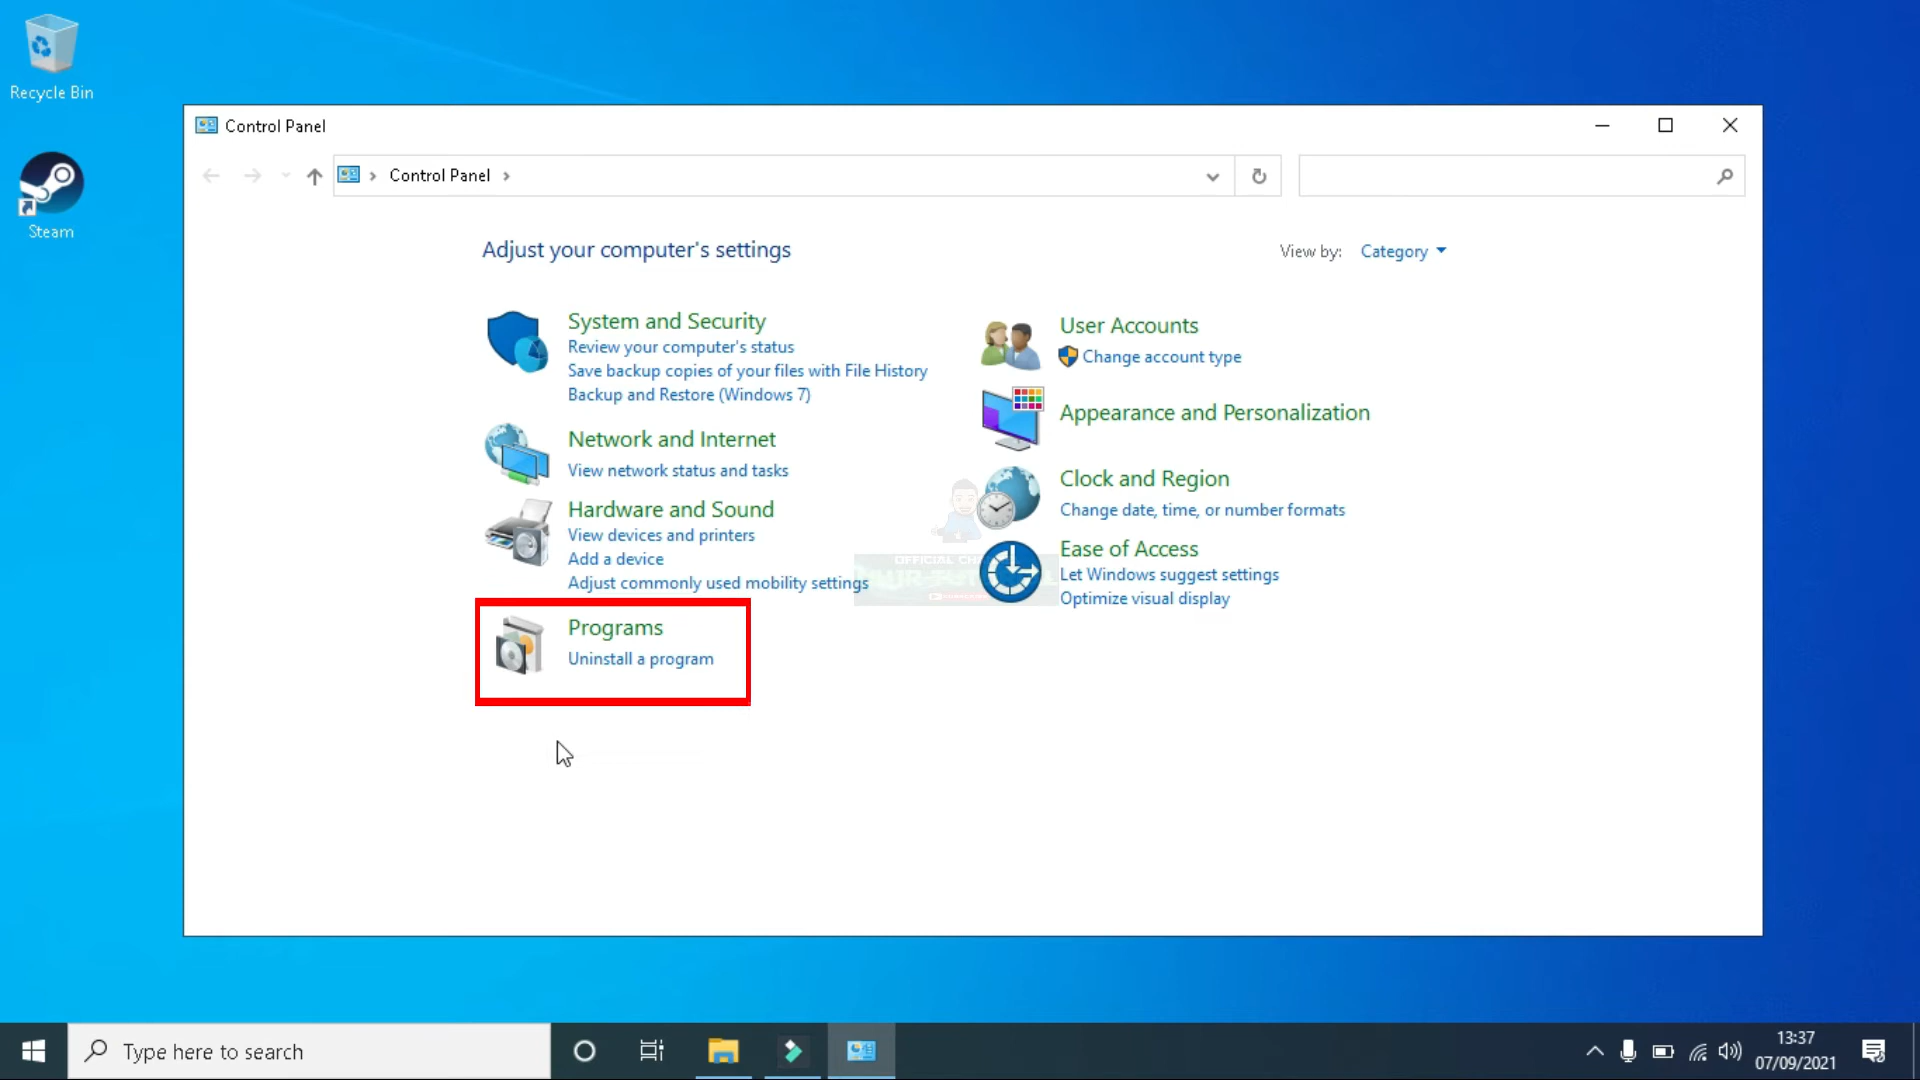 Recycle Bin
Steam
Control Panel
Control Panel
Adjust your computer's settings
View by: Category
System and Security
Review your computer's status
Save backup copies of your files with File History
Backup and Restore (Windows 7)
Network and Internet
View network status and tasks
Hardware and Sound
View devices and printers
Add a device
Adjust commonly used mobility settings
Programs
Uninstall a program
User Accounts
Change account type
Appearance and Personalization
Clock and Region
Change date, time, or number formats
Ease of Access
Let Windows suggest settings
Optimize visual display
OFFICIAL
Type here to search
13:37
07/09/2021